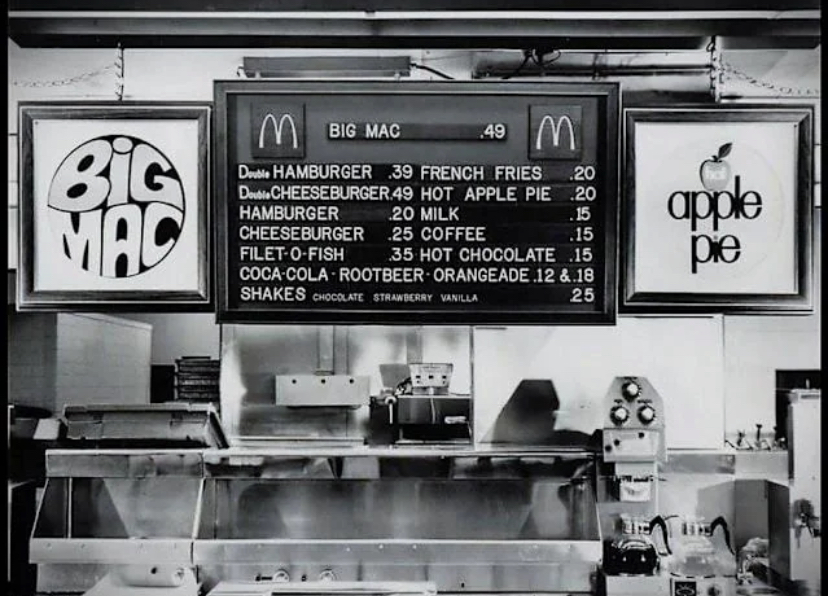 BiG
MAC
BIG MAC .49
Double HAMBURGER .39 FRENCH FRIES .20
Double CHEESEBURGER .49 HOT APPLE PIE .20
HAMBURGER .20 MILK .15
CHEESEBURGER .25 COFFEE .15
FILET-O-FISH .35 HOT CHOCOLATE .15
COCA-COLA · ROOTBEER · ORANGEADE .12 & .18
SHAKES CHOCOLATE STRAWBERRY VANILLA .25
hot
apple
pie